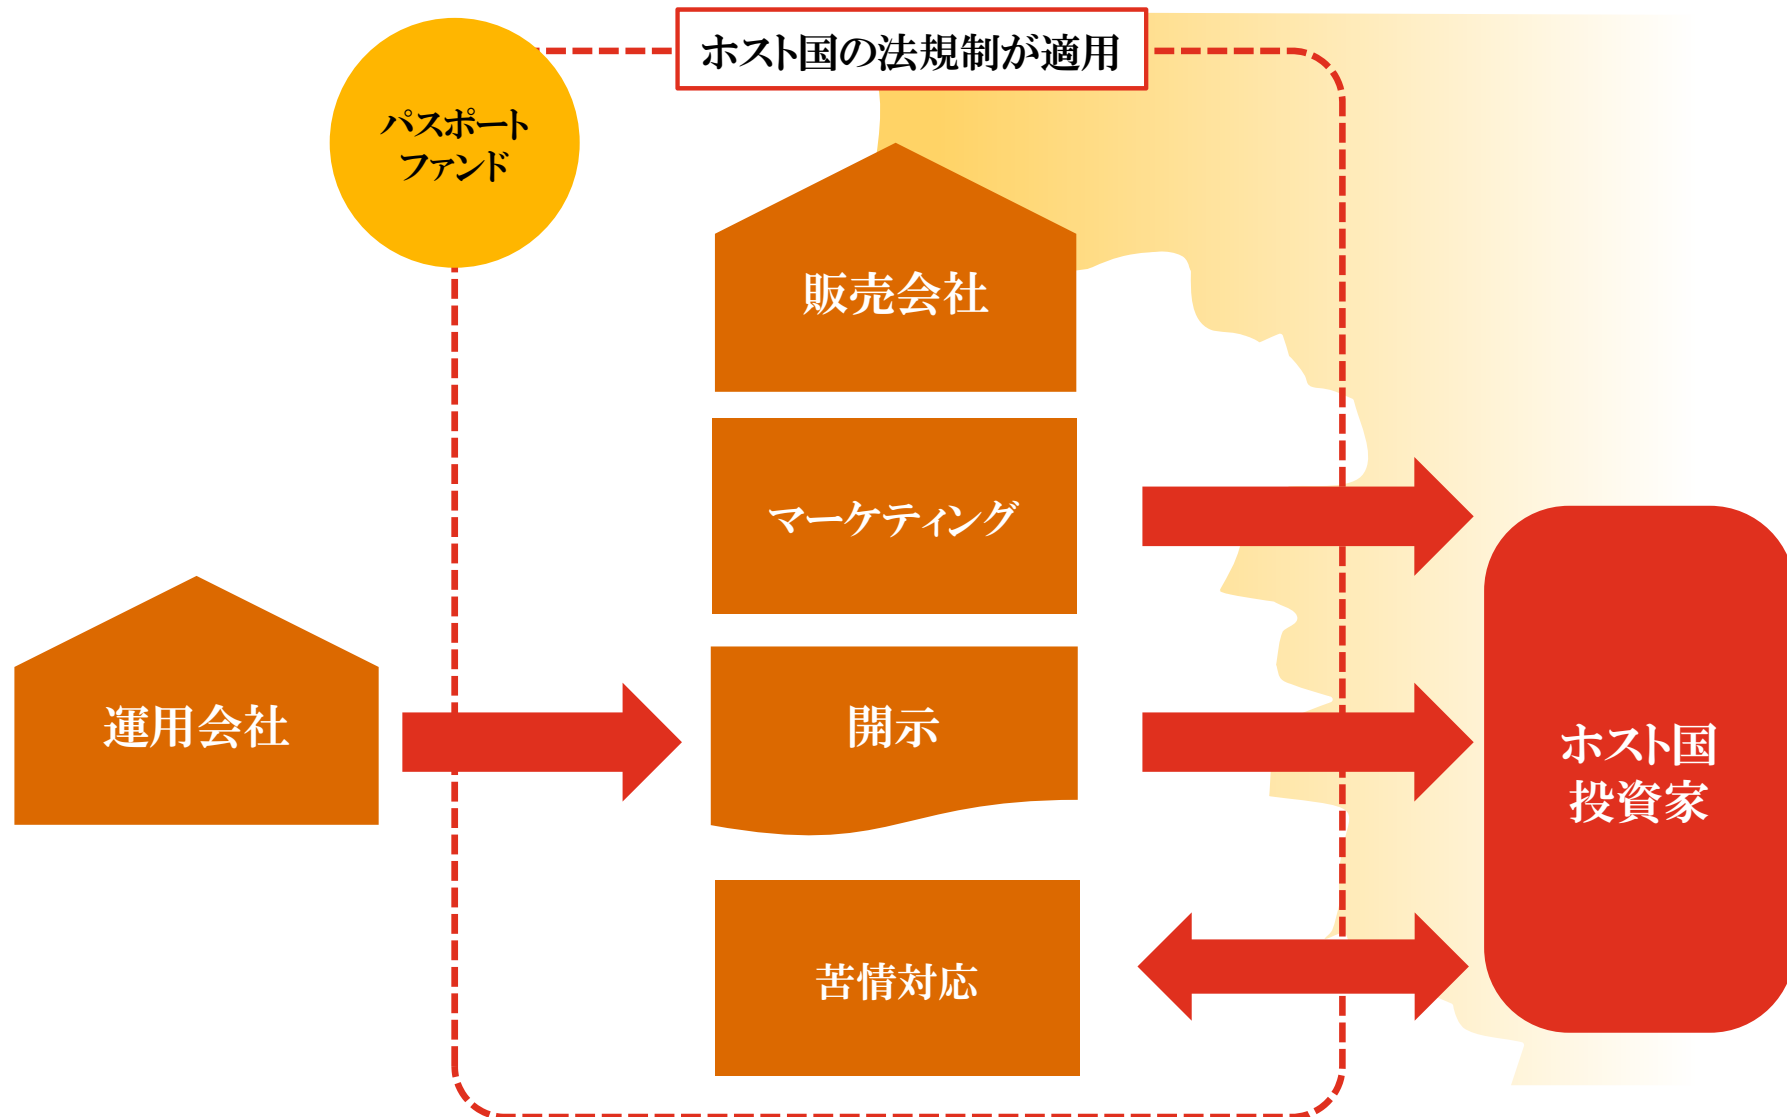 ホスト国の法規制が適用
パスポート
ファンド
販売会社
マーケティング
運用会社
開示
ホスト国
投資家
苦情対応